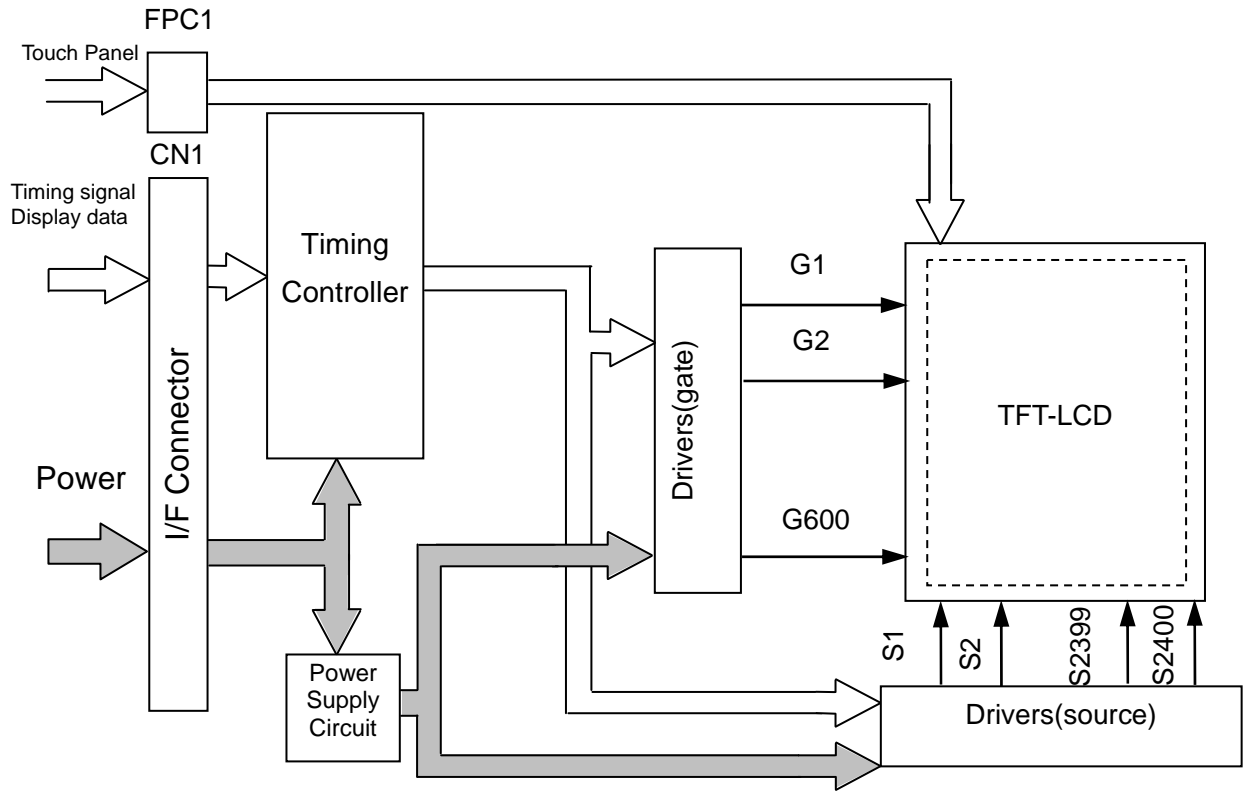 FPC1
Touch Panel
CN1
Timing signal
Display data
Timing
Controller
I/F Connector
Power
Power
Supply
Circuit
Drivers(gate)
G1
G2
G600
TFT-LCD
S1
S2
S2399
S2400
Drivers(source)